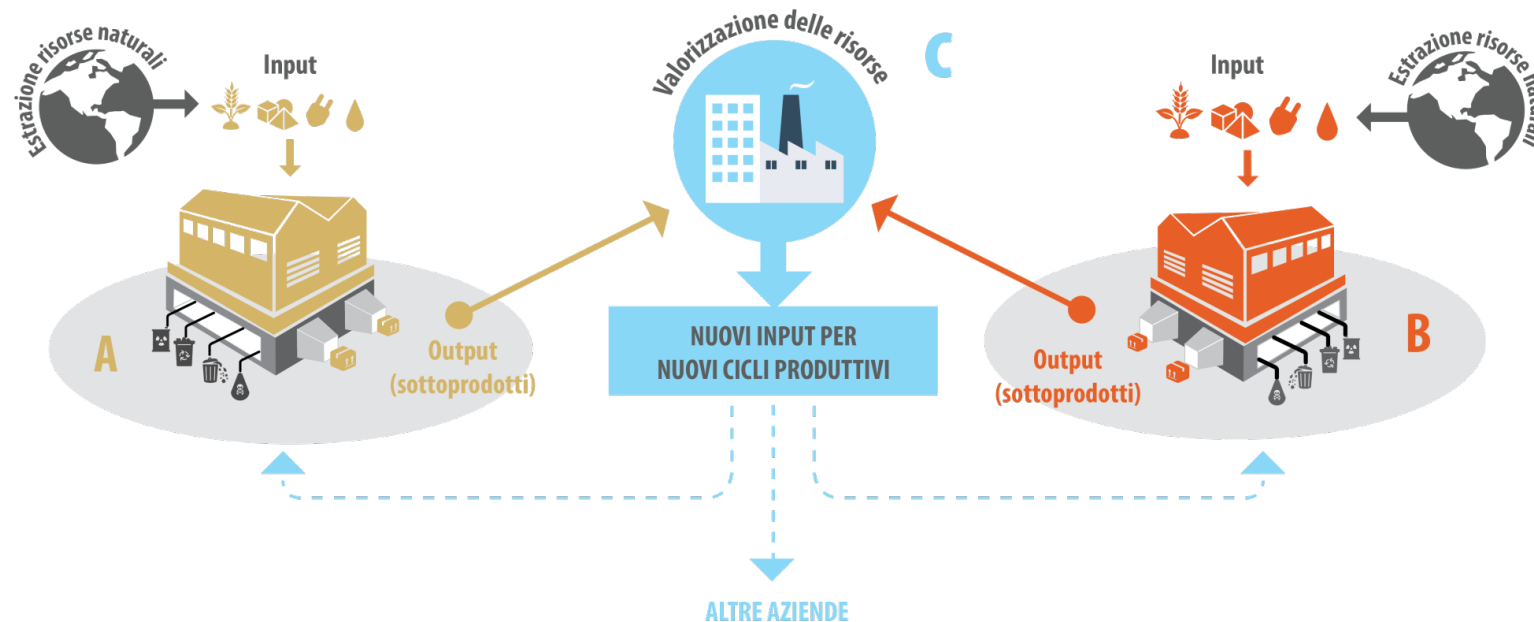 Estrazione risorse naturali
Input
Valorizzazione delle risorse
C
Input
Estrazione risorse naturali
A
Output
(sottoprodotti)
NUOVI INPUT PER
NUOVI CICLI PRODUTTIVI
Output
(sottoprodotti)
B
ALTRE AZIENDE